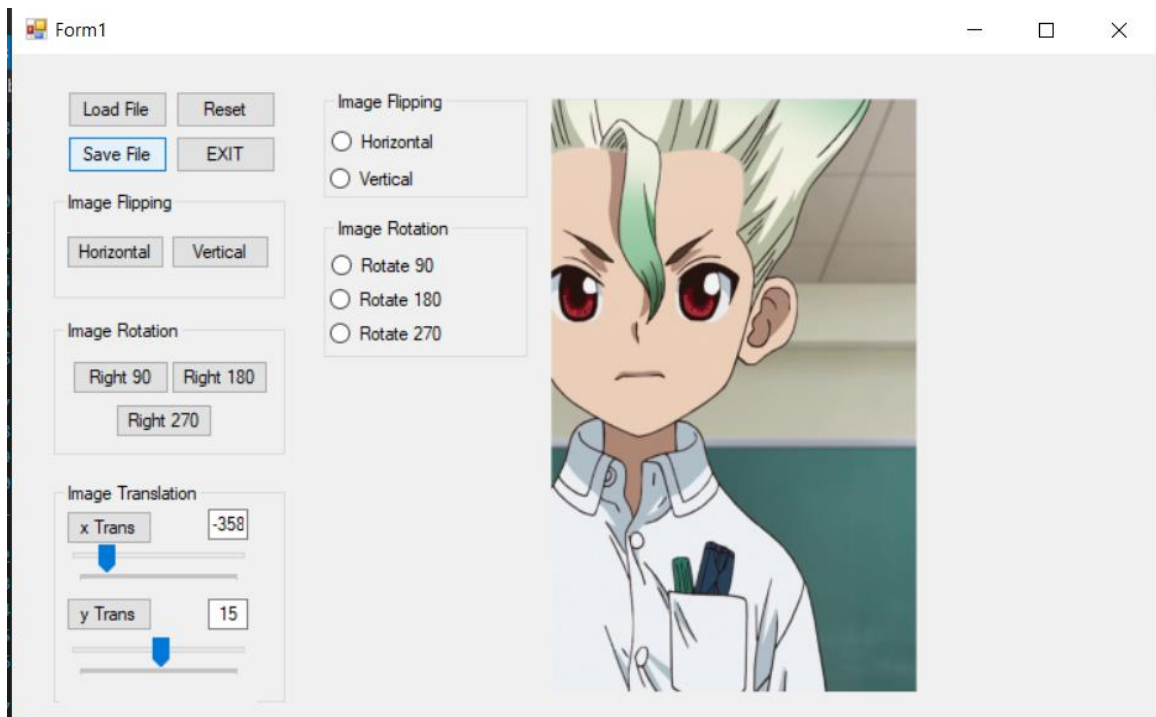 Form1
Load File Reset
Save File EXIT
Image Flipping
Horizontal Vertical
Image Rotation
Right 90 Right 180
Right 270
Image Translation
x Trans -358
y Trans 15
Image Flipping
Horizontal
Vertical
Image Rotation
Rotate 90
Rotate 180
Rotate 270